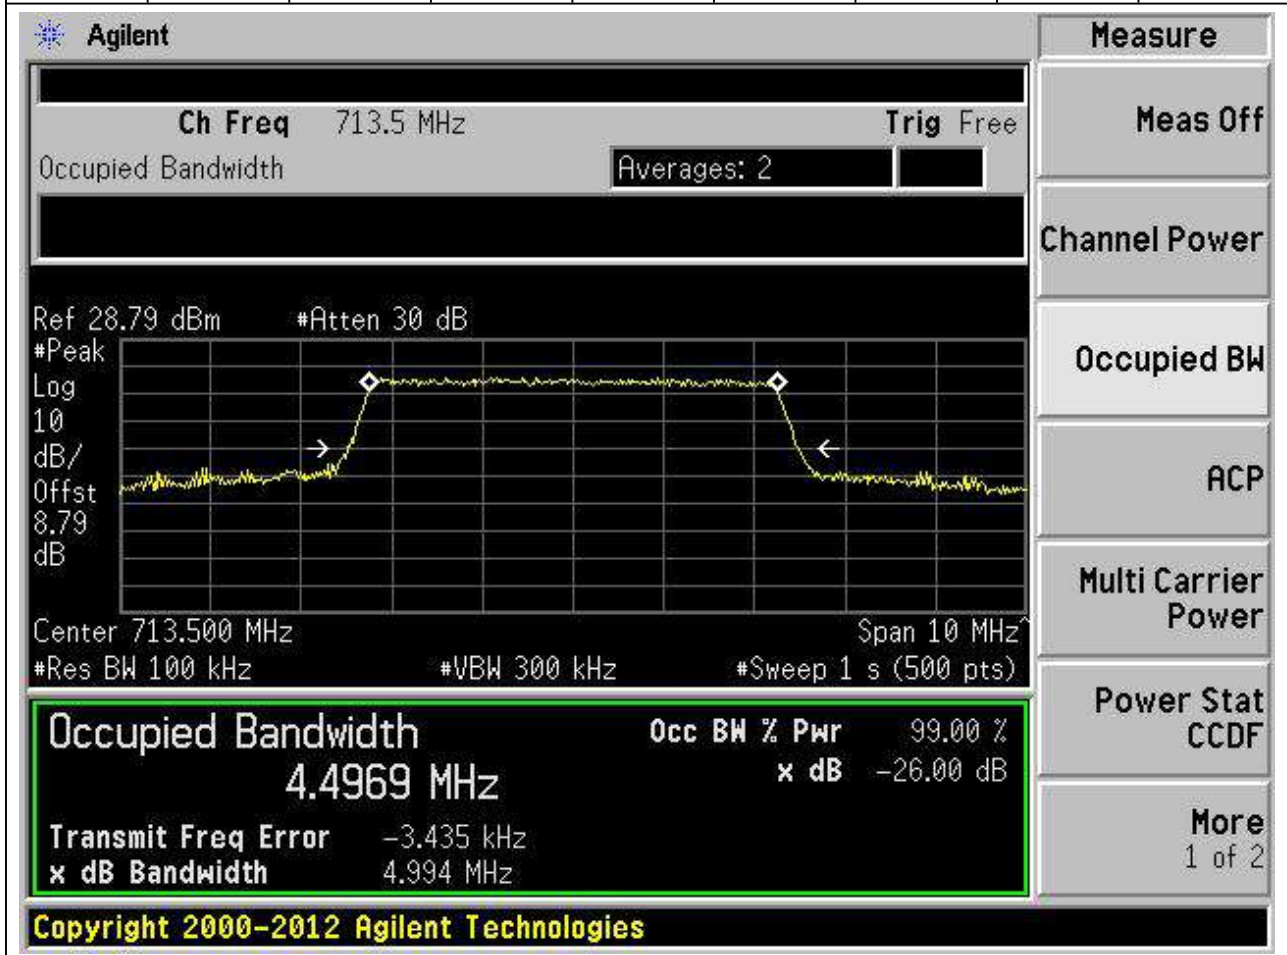 Agilent
Measure
Ch Freq 713.5 MHz Trig Free
Occupied Bandwidth Averages: 2
Meas Off
Channel Power
Ref 28.79 dBm #Atten 30 dB
#Peak
Log
10
dB/
Offst
8.79
dB
Occupied BW
ACP
Center 713.500 MHz Span 10 MHz^
#Res BW 100 kHz #VBW 300 kHz #Sweep 1 s (500 pts)
Multi Carrier
Power
Occupied Bandwidth Occ BW % Pwr 99.00 %
4.4969 MHz x dB -26.00 dB
Transmit Freq Error -3.435 kHz
x dB Bandwidth 4.994 MHz
Power Stat
CCDF
More
1 of 2
Copyright 2000-2012 Agilent Technologies